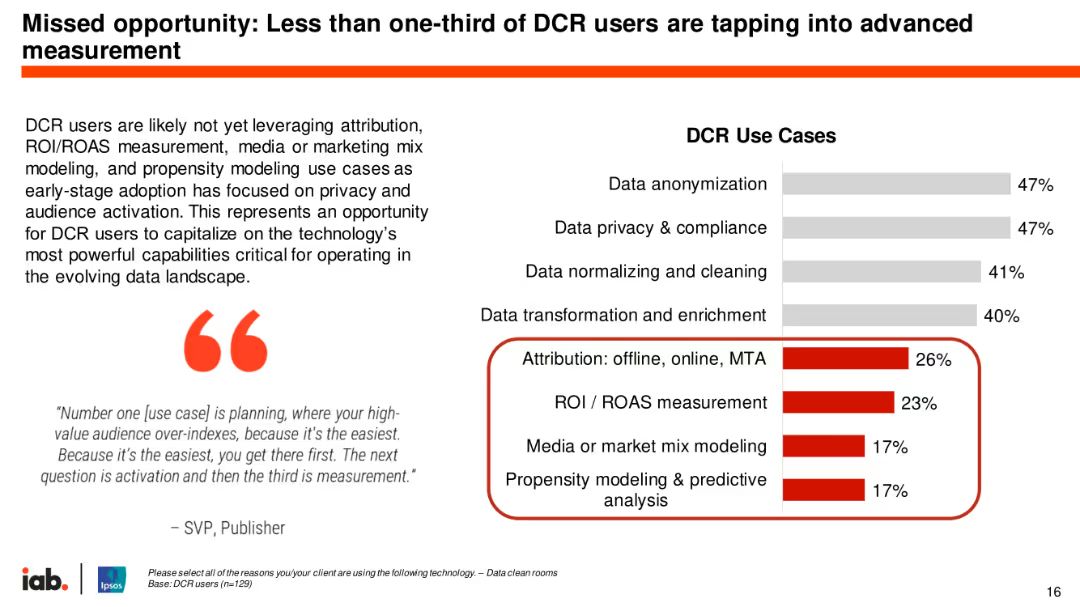 Missed opportunity: Less than one-third of DCR users are tapping into advanced
measurement
DCR users are likely not yet leveraging attribution,
ROI/ROAS measurement, media or marketing mix
modeling, and propensity modeling use cases as
early-stage adoption has focused on privacy and
audience activation. This represents an opportunity
for DCR users to capitalize on the technology's
most powerful capabilities critical for operating in
the evolving data landscape.
“
"Number one [use case] is planning, where your high-
value audience over-indexes, because it's the easiest.
Because it's the easiest, you get there first. The next
question is activation and then the third is measurement."
– SVP, Publisher
DCR Use Cases
Data anonymization 47%
Data privacy & compliance 47%
Data normalizing and cleaning 41%
Data transformation and enrichment 40%
Attribution: offline, online, MTA 26%
ROI / ROAS measurement 23%
Media or market mix modeling 17%
Propensity modeling & predictive
analysis 17%
iab.
Ipsos
Please select all of the reasons you/your client are using the following technology. – Data clean rooms
Base: DCR users (n=129)
16